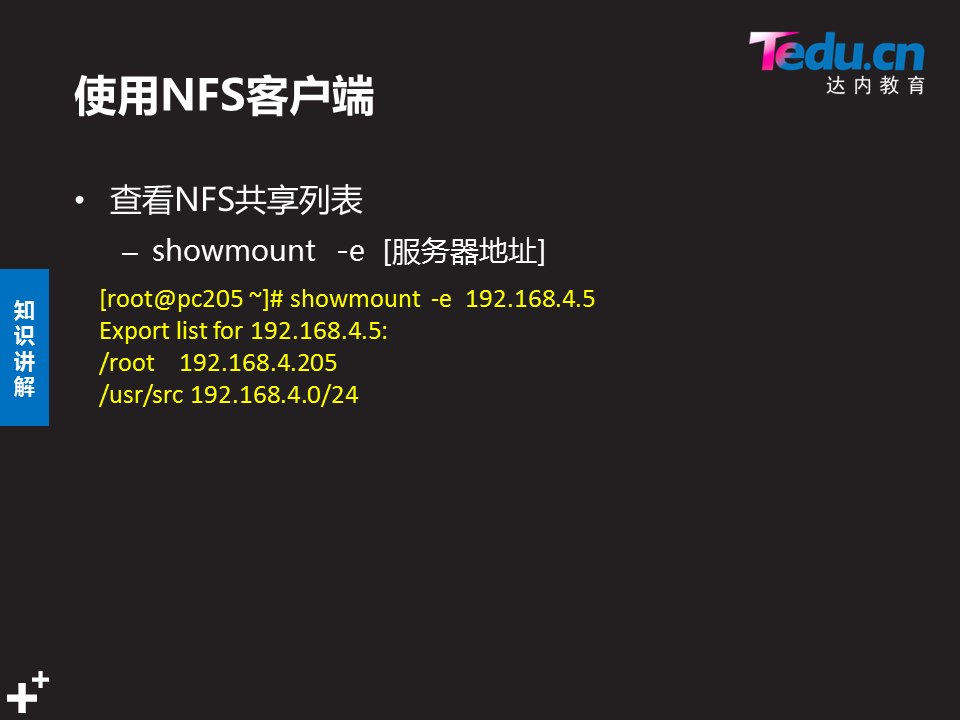 Tedu.cn
达内教育
使用NFS客户端
• 查看NFS共享列表
– showmount -e [服务器地址]
知识讲解
[root@pc205 ~]# showmount -e 192.168.4.5
Export list for 192.168.4.5:
/root 192.168.4.205
/usr/src 192.168.4.0/24